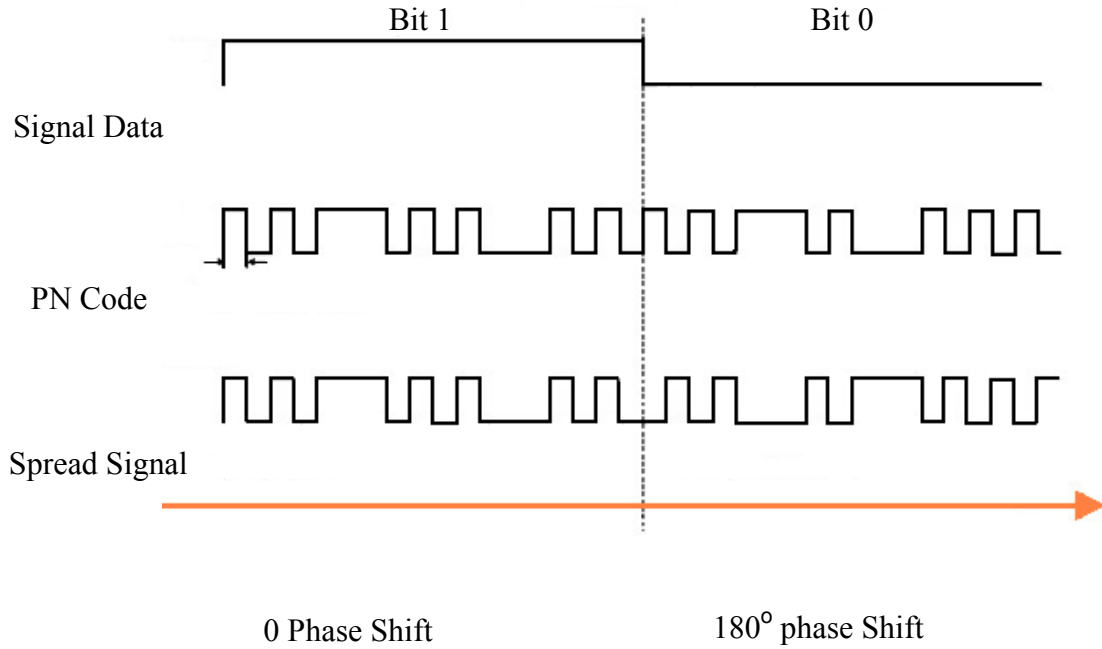 Bit 1
Bit 0
Signal Data
PN Code
Spread Signal
0 Phase Shift
180° phase Shift